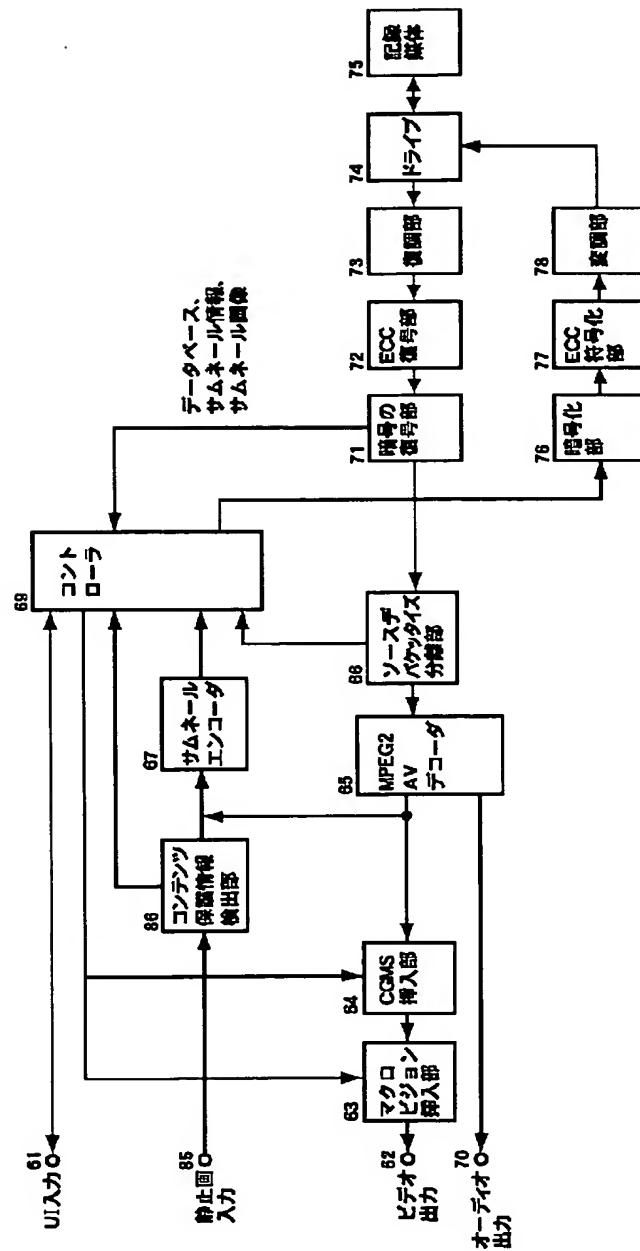 UI入力
61
静止画
入力
85
ビデオ
出力
62
オーディオ
出力
70
63
マクロ
ビジョン
挿入部
64
CGMS
挿入部
86
コンテンツ
保護情報
検出部
67
サムネール
エンコーダ
65
MPEG2
AV
デコーダ
66
ソースデ
パケッタイズ
分離部
69
コント
ローラ
データベース、
サムネール情報、
サムネール画像
71
暗号の
復号部
72
ECC
復号部
73
復調部
74
ドライブ
75
記録
媒体
76
暗号化
部
77
ECC
符号化
部
78
変調部